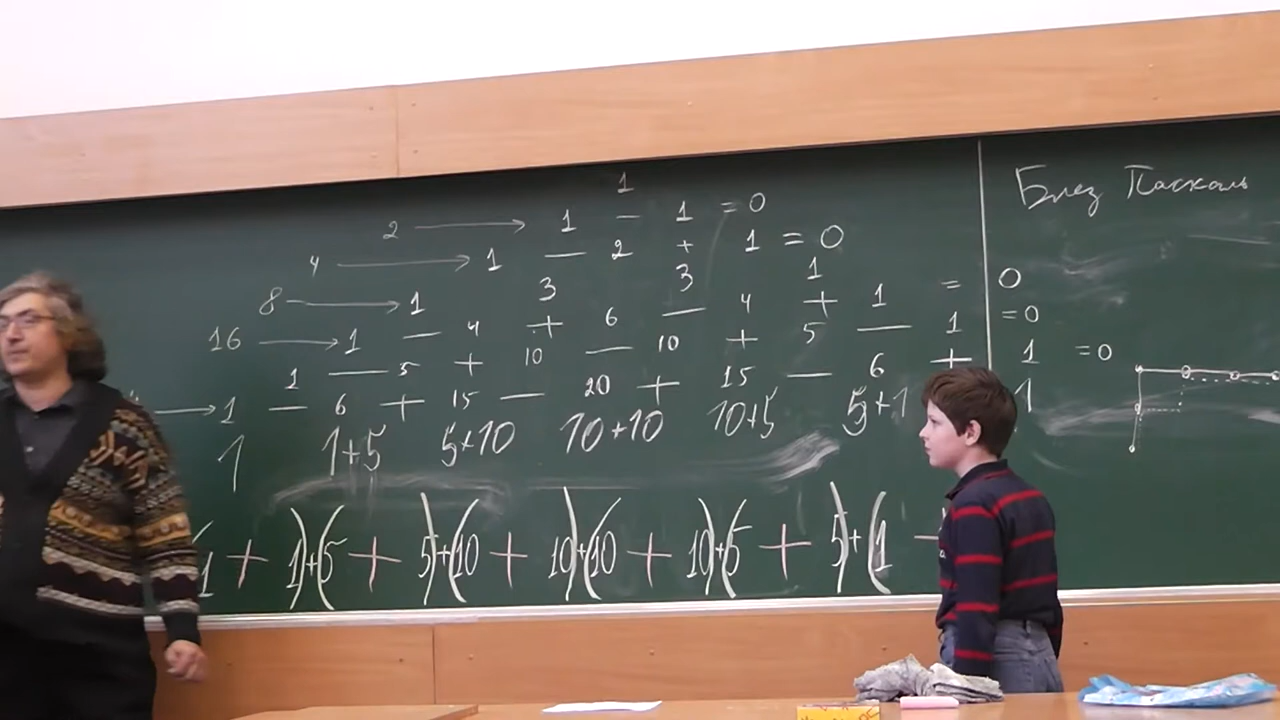 1
2 → 1 — 1 = 0
4 → 1 — 2 + 1 = 0
8 → 1 3 3 1
16 → 1 — 4 + 6 — 4 + 1 = 0
1 — 5 + 10 — 10 + 5 — 1 = 0
→ 1 — 6 + 15 — 20 + 15 — 6 + 1 = 0
1 1+5 5+10 10+10 10+5 5+1 1
1 + 1)+(5 + 5)+(10 + 10)+(10 + 10)+(5 + 5)+(1
Блез Паскаль